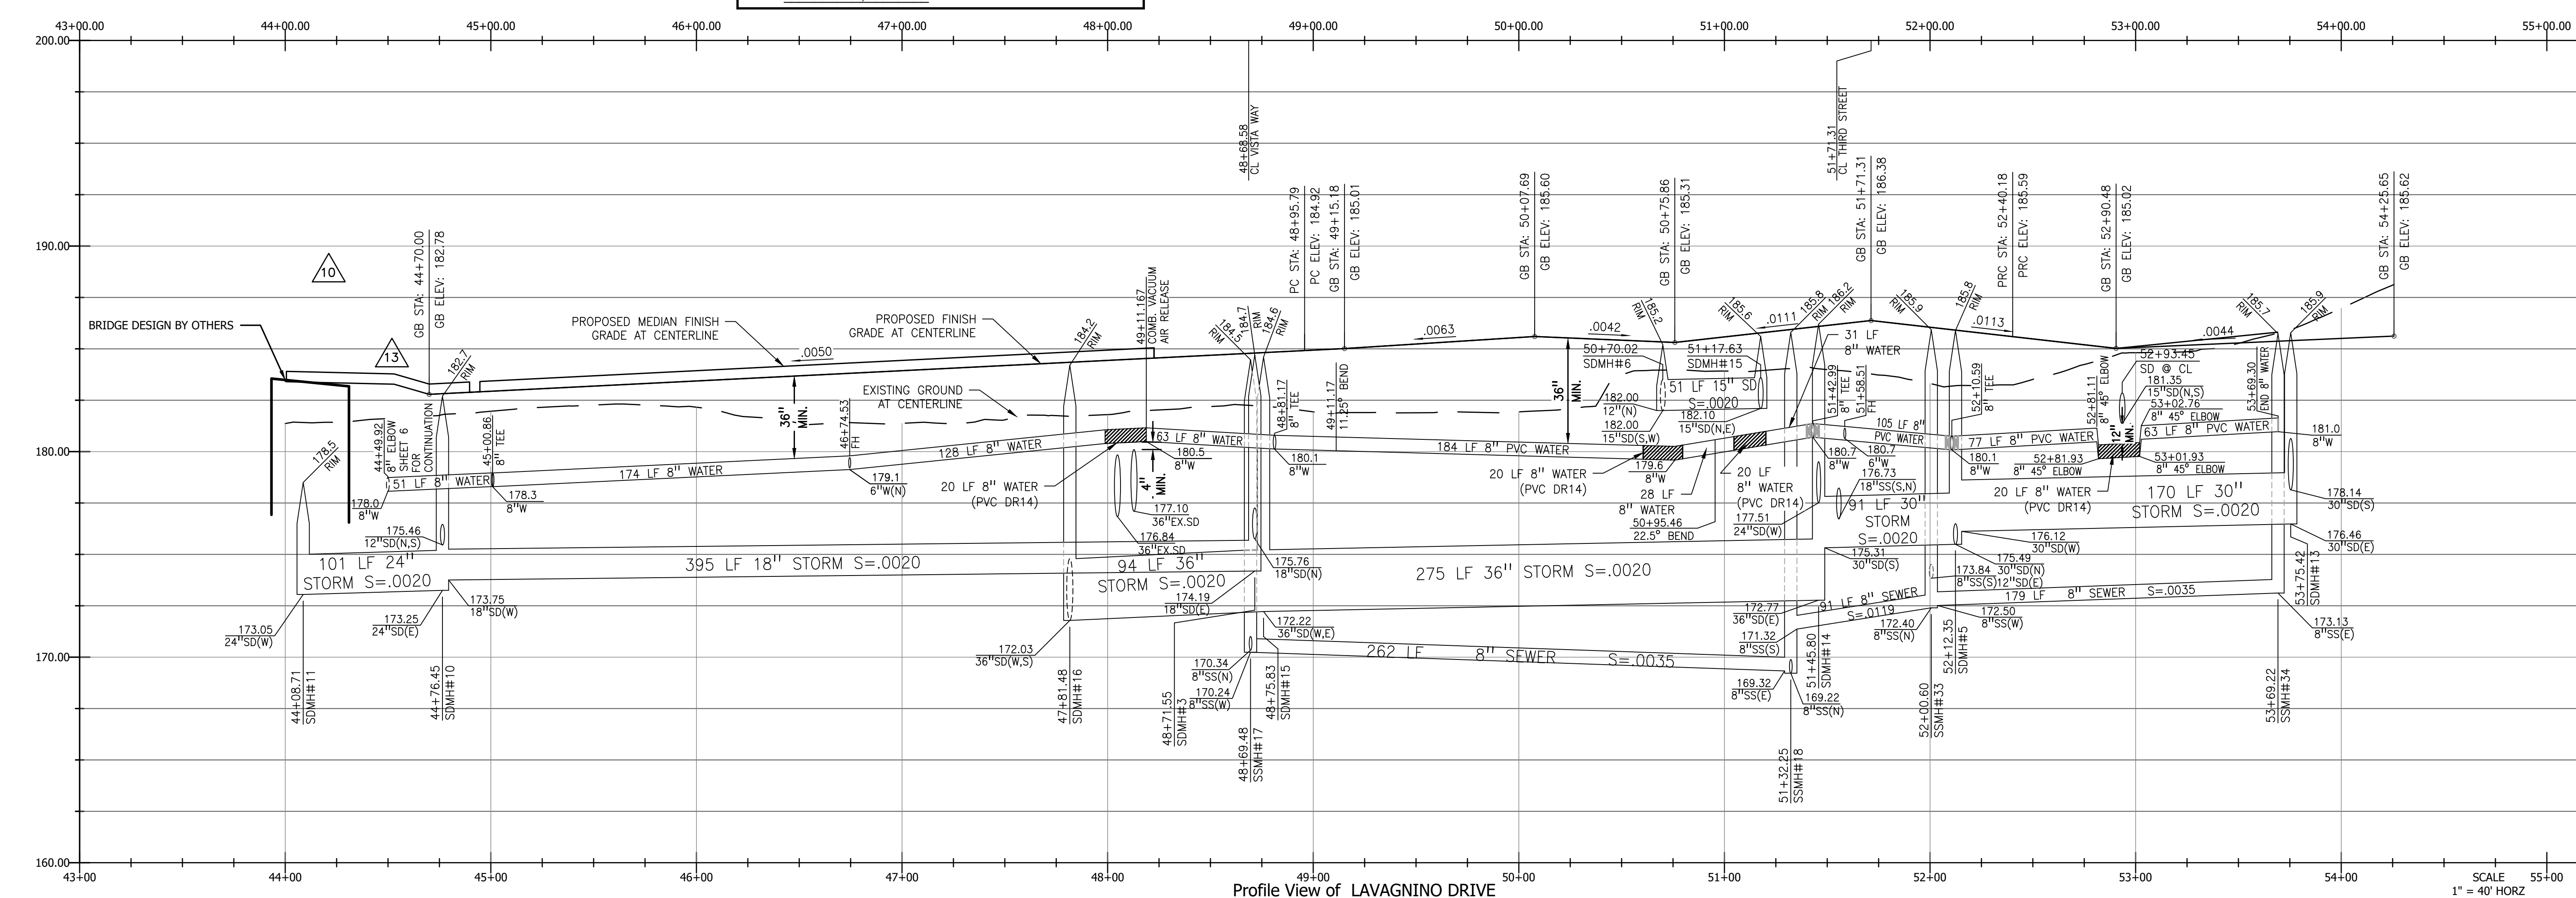 43+00.00
44+00.00
45+00.00
46+00.00
47+00.00
48+00.00
49+00.00
50+00.00
51+00.00
52+00.00
53+00.00
54+00.00
55+00.00
200.00
190.00
180.00
170.00
160.00
10
13
BRIDGE DESIGN BY OTHERS
GB STA: 44+70.00
GB ELEV: 182.78
182.7
RIM
178.5
RIM
44+49.92
8" ELBOW
SHEET 6
FOR
CONTINUATION
45+00.86
8" TEE
178.0
8"W
51 LF 8" WATER
178.3
8"W
175.46
12"SD(N,S)
101 LF 24"
STORM S=.0020
173.05
24"SD(W)
173.25
24"SD(E)
173.75
18"SD(W)
44+08.71
SDMH#11
44+76.45
SDMH#10
PROPOSED MEDIAN FINISH
GRADE AT CENTERLINE
.0050
PROPOSED FINISH
GRADE AT CENTERLINE
36"
MIN.
EXISTING GROUND
AT CENTERLINE
174 LF 8" WATER
46+74.53
FH
179.1
6"W(N)
128 LF 8" WATER
20 LF 8" WATER
(PVC DR14)
395 LF 18" STORM S=.0020
184.2
RIM
49+11.167
COMB. VACUUM
AIR RELEASE
63 LF 8" WATER
180.5
8"W
4"
MIN.
177.10
36"EX.SD
176.84
36"EX.SD
94 LF 36"
STORM S=.0020
174.19
18"SD(E)
172.03
36"SD(W,S)
47+81.48
SDMH#16
48+71.55
SDMH#3
48+69.48
SSMH#17
48+75.83
SDMH#15
170.34
8"SS(N)
170.24
8"SS(W)
172.22
36"SD(W,E)
175.76
18"SD(N)
48+68.58
CL VISTA WAY
184.5
RIM
184.7
RIM
184.6
RIM
PC STA: 48+95.79
PC ELEV: 184.92
GB STA: 49+15.18
GB ELEV: 185.01
48+81.17
8" TEE
49+11.17
11.25° BEND
180.1
8"W
184 LF 8" PVC WATER
275 LF 36" STORM S=.0020
262 LF 8" SEWER S=.0035
.0063
GB STA: 50+07.69
GB ELEV: 185.60
36"
MIN.
.0042
50+70.02
SDMH#6
185.2
RIM
GB STA: 50+75.86
GB ELEV: 185.31
51+17.63
SDMH#15
51 LF 15" SD
S=.0020
182.00
12"(N)
182.00
15"SD(S,W)
182.10
15"SD(N,E)
20 LF 8" WATER
(PVC DR14)
179.6
8"W
28 LF
8" WATER
50+95.46
22.5° BEND
20 LF
8" WATER
(PVC DR14)
185.6
RIM
.0111
185.8
RIM
186.2
RIM
31 LF
8" WATER
51+71.31
CL THIRD STREET
GB STA: 51+71.31
GB ELEV: 186.38
51+42.99
8" TEE
51+58.51
FH
105 LF 8"
PVC WATER
180.7
8"W
180.7
6"W
176.73
18"SS(S,N)
177.51
24"SD(W)
91 LF 30"
STORM
S=.0020
175.31
30"SD(S)
172.77
36"SD(E)
171.32
8"SS(S)
91 LF 8" SEWER
S=.0119
169.32
8"SS(E)
169.22
8"SS(N)
51+32.25
SSMH#18
51+45.80
SDMH#14
185.9
RIM
185.8
RIM
.0113
PRC STA: 52+40.18
PRC ELEV: 185.59
52+10.59
8" TEE
180.1
8"W
77 LF 8" PVC WATER
176.12
30"SD(W)
175.49
30"SD(N)
173.84
8"SS(S)
12"SD(E)
172.50
8"SS(W)
172.40
8"SS(N)
52+00.60
SSMH#33
52+12.35
SDMH#5
179 LF 8" SEWER S=.0035
GB STA: 52+90.48
GB ELEV: 185.02
52+81.11
8" 45° ELBOW
52+81.93
8" 45° ELBOW
12"
MN.
52+93.45
SD @ CL
181.35
15"SD(N,S)
53+02.76
8" 45° ELBOW
63 LF 8" PVC WATER
53+01.93
8" 45° ELBOW
20 LF 8" WATER
(PVC DR14)
170 LF 30"
STORM S=.0020
.0044
53+69.30
END 8" WATER
185.7
RIM
185.9
RIM
181.0
8"W
178.14
30"SD(S)
176.46
30"SD(E)
173.13
8"SS(E)
53+75.42
SDMH#13
53+69.22
SSMH#34
GB STA: 54+25.65
GB ELEV: 185.62
43+00
44+00
45+00
46+00
47+00
48+00
49+00
50+00
51+00
52+00
53+00
54+00
55+00
Profile View of LAVAGNINO DRIVE
SCALE
1" = 40' HORZ